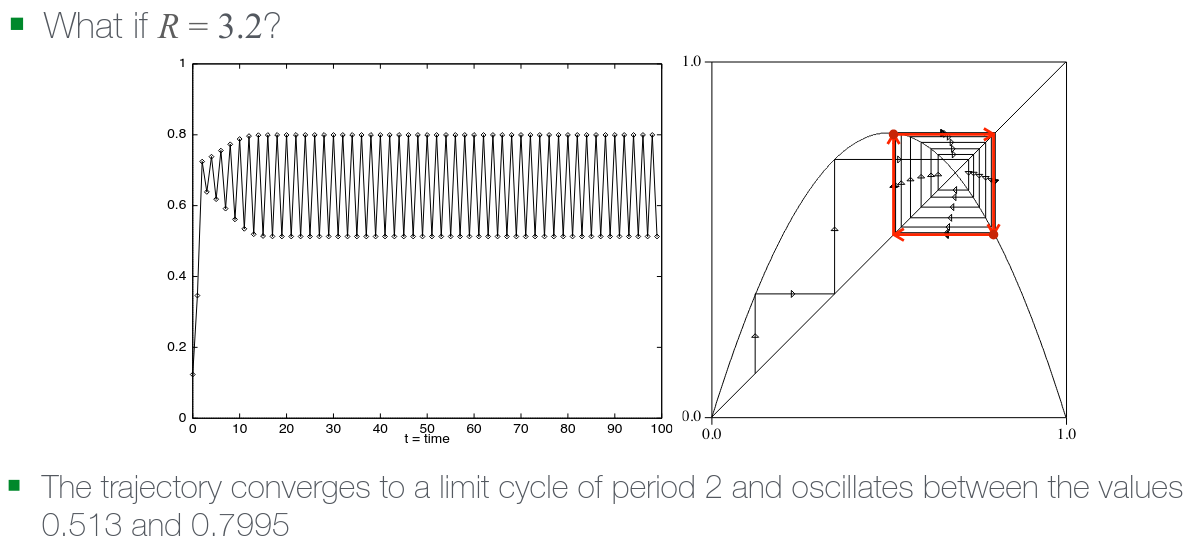 What if R = 3.2?
1
0.8
0.6
0.4
0.2
0
0 10 20 30 40 50 60 70 80 90 100
t = time
1.0
0.0
0.0 1.0
The trajectory converges to a limit cycle of period 2 and oscillates between the values
0.513 and 0.7995